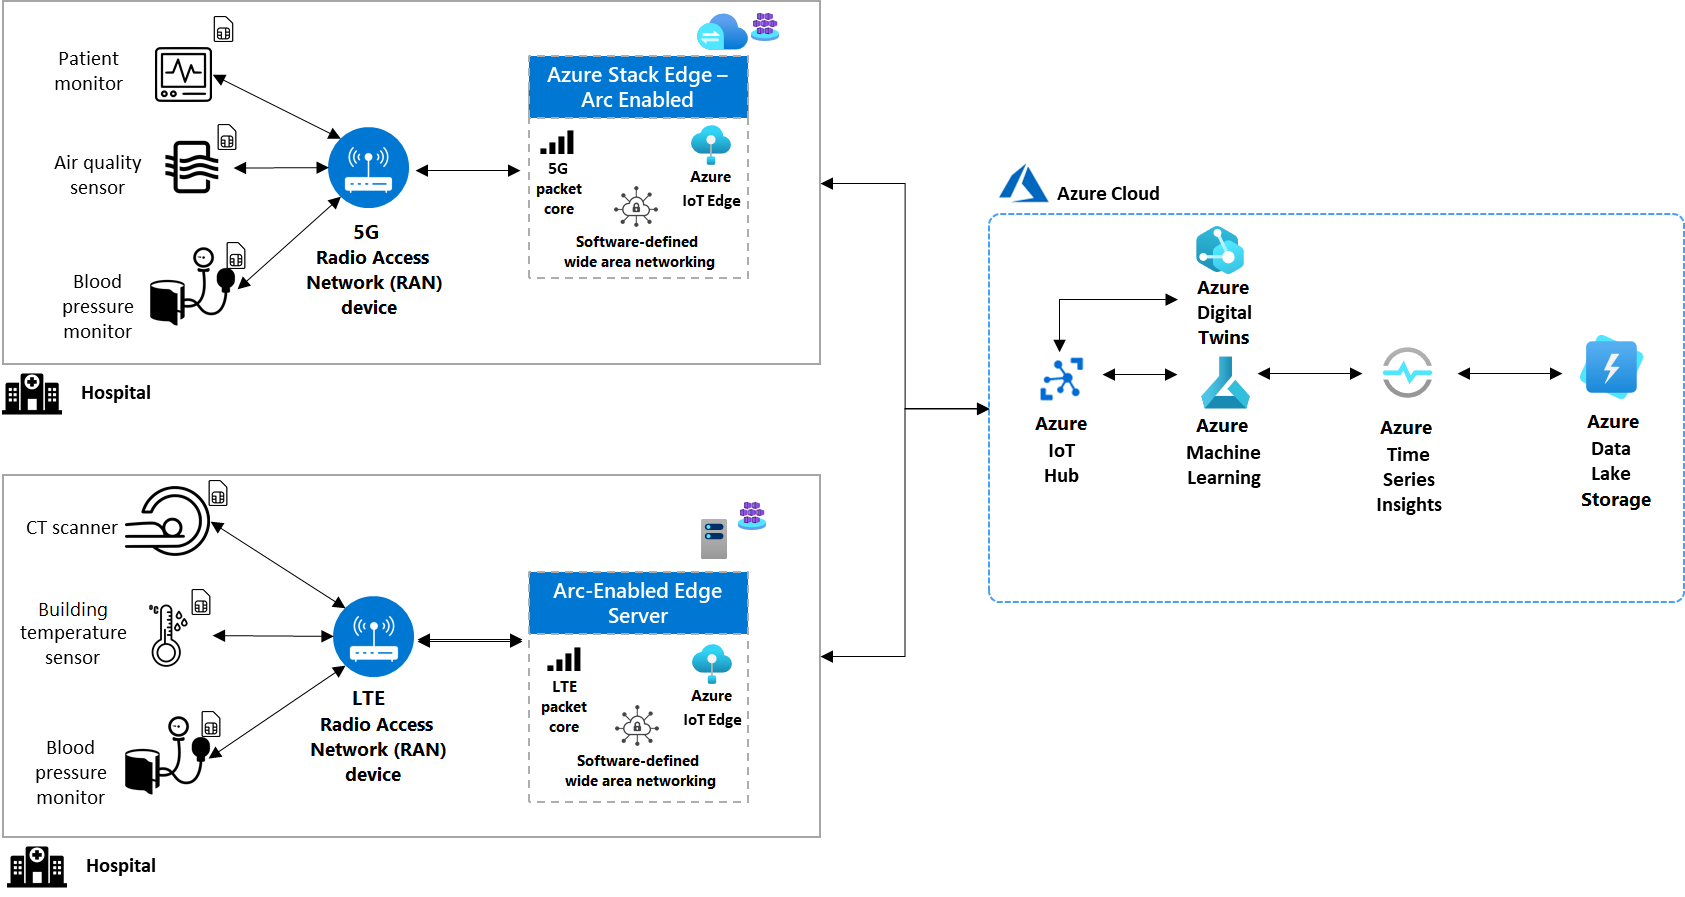 Patient
monitor
Air quality
sensor
Blood
pressure
monitor
5G
Radio Access
Network (RAN)
device
Azure Stack Edge –
Arc Enabled
5G
packet
core
Azure
IoT Edge
Software-defined
wide area networking
Hospital
CT scanner
Building
temperature
sensor
°C
Blood
pressure
monitor
LTE
Radio Access
Network (RAN)
device
Arc-Enabled Edge
Server
LTE
packet
core
Azure
IoT Edge
Software-defined
wide area networking
Hospital
Azure Cloud
Azure
Digital
Twins
Azure
IoT
Hub
Azure
Machine
Learning
Azure
Time
Series
Insights
Azure
Data
Lake
Storage